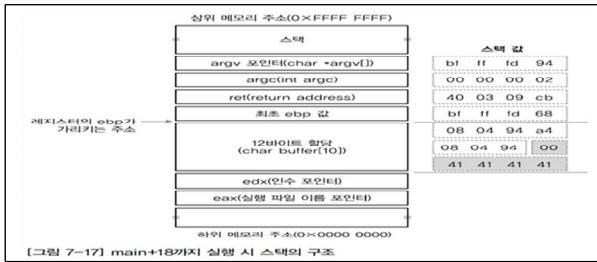 상위 메모리 주소(0×FFFF FFFF)
스택
스택 값
argv 포인터(char *argv[])
bf ff fd 94
argc(int argc)
00 00 00 02
ret(return address)
40 03 09 cb
레지스터의 ebp가
가리키는 주소
최초 ebp 값
bf ff fd 68
12바이트 할당
(char buffer[10])
08 04 94 a4
08 04 94 00
41 41 41 41
edx(인수 포인터)
eax(실행 파일 이름 포인터)
하위 메모리 주소(0×0000 0000)
[그림 7-17] main+18까지 실행 시 스택의 구조